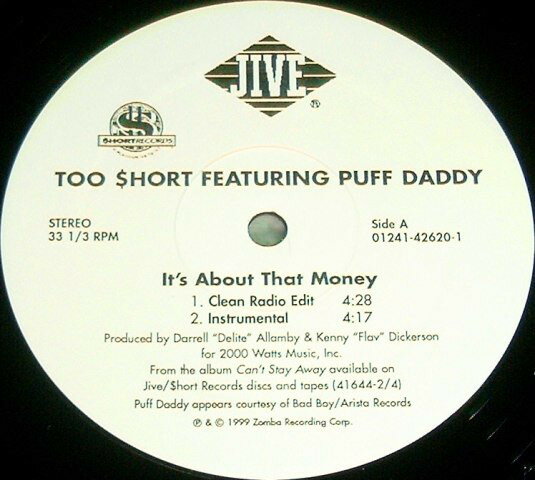 JIVE
®
$HORT RECORDS
TOO $HORT FEATURING PUFF DADDY
STEREO
33 1/3 RPM
Side A
01241-42620-1
It's About That Money
1. Clean Radio Edit 4:28
2. Instrumental 4:17
Produced by Darrell "Delite" Allamby & Kenny "Flav" Dickerson
for 2000 Watts Music, Inc.
From the album Can't Stay Away available on
Jive/$hort Records discs and tapes (41644-2/4)
Puff Daddy appears courtesy of Bad Boy/Arista Records
℗ & © 1999 Zomba Recording Corp.